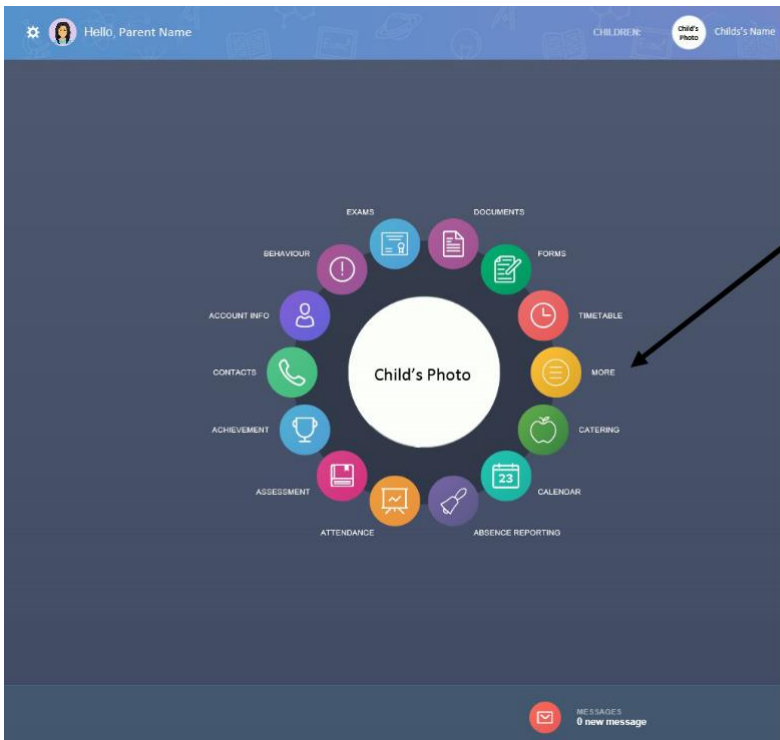 Hello, Parent Name
CHILDREN:
Child's
Photo
Childs's Name
EXAMS
DOCUMENTS
BEHAVIOUR
FORMS
ACCOUNT INFO
TIMETABLE
CONTACTS
Child's Photo
MORE
ACHIEVEMENT
CATERING
ASSESSMENT
23
CALENDAR
ATTENDANCE
ABSENCE REPORTING
MESSAGES
0 new message